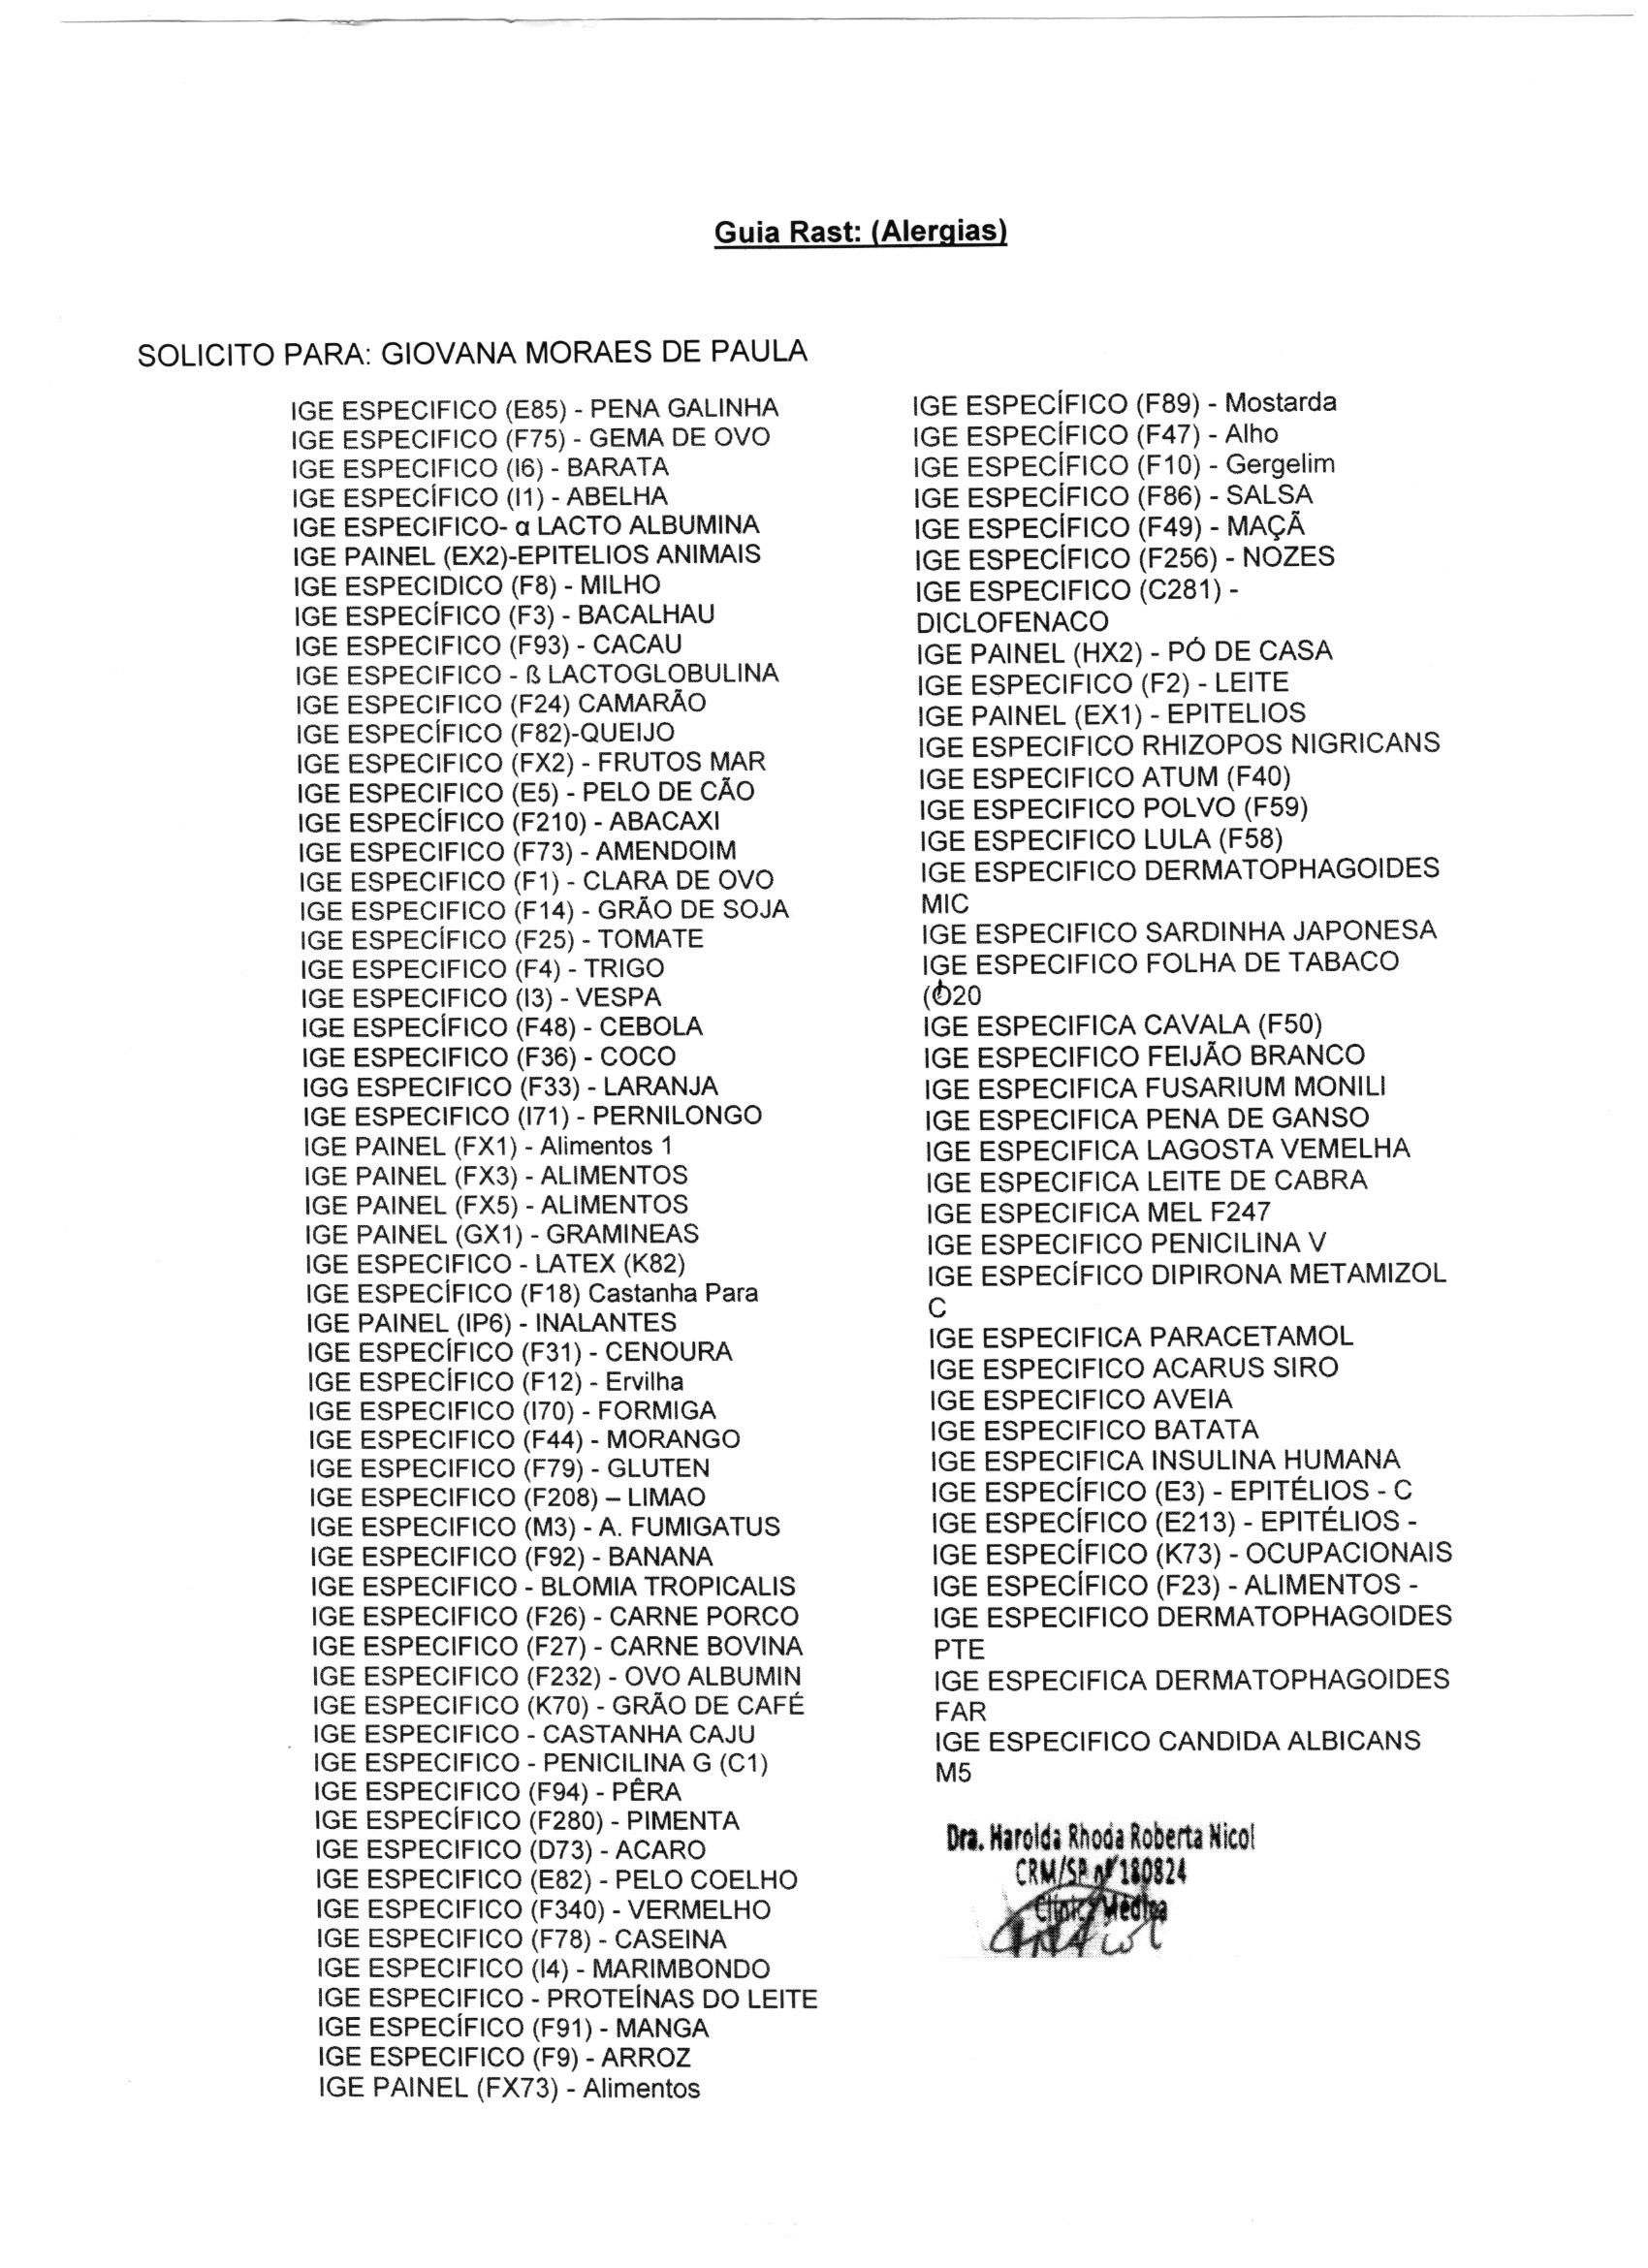 Guia Rast: (Alergias)
SOLICITO PARA: GIOVANA MORAES DE PAULA
IGE ESPECIFICO (E85) - PENA GALINHA
IGE ESPECIFICO (F75) - GEMA DE OVO
IGE ESPECIFICO (I6) - BARATA
IGE ESPECÍFICO (I1) - ABELHA
IGE ESPECIFICO- α LACTO ALBUMINA
IGE PAINEL (EX2)-EPITELIOS ANIMAIS
IGE ESPECIDICO (F8) - MILHO
IGE ESPECÍFICO (F3) - BACALHAU
IGE ESPECIFICO (F93) - CACAU
IGE ESPECIFICO - ß LACTOGLOBULINA
IGE ESPECIFICO (F24) CAMARÃO
IGE ESPECÍFICO (F82)-QUEIJO
IGE ESPECIFICO (FX2) - FRUTOS MAR
IGE ESPECIFICO (E5) - PELO DE CÃO
IGE ESPECÍFICO (F210) - ABACAXI
IGE ESPECIFICO (F73) - AMENDOIM
IGE ESPECIFICO (F1) - CLARA DE OVO
IGE ESPECIFICO (F14) - GRÃO DE SOJA
IGE ESPECÍFICO (F25) - TOMATE
IGE ESPECIFICO (F4) - TRIGO
IGE ESPECIFICO (I3) - VESPA
IGE ESPECÍFICO (F48) - CEBOLA
IGE ESPECIFICO (F36) - COCO
IGG ESPECIFICO (F33) - LARANJA
IGE ESPECIFICO (I71) - PERNILONGO
IGE PAINEL (FX1) - Alimentos 1
IGE PAINEL (FX3) - ALIMENTOS
IGE PAINEL (FX5) - ALIMENTOS
IGE PAINEL (GX1) - GRAMINEAS
IGE ESPECIFICO - LATEX (K82)
IGE ESPECÍFICO (F18) Castanha Para
IGE PAINEL (IP6) - INALANTES
IGE ESPECÍFICO (F31) - CENOURA
IGE ESPECÍFICO (F12) - Ervilha
IGE ESPECIFICO (I70) - FORMIGA
IGE ESPECIFICO (F44) - MORANGO
IGE ESPECIFICO (F79) - GLUTEN
IGE ESPECIFICO (F208) – LIMAO
IGE ESPECIFICO (M3) - A. FUMIGATUS
IGE ESPECIFICO (F92) - BANANA
IGE ESPECIFICO - BLOMIA TROPICALIS
IGE ESPECIFICO (F26) - CARNE PORCO
IGE ESPECIFICO (F27) - CARNE BOVINA
IGE ESPECIFICO (F232) - OVO ALBUMIN
IGE ESPECIFICO (K70) - GRÃO DE CAFÉ
IGE ESPECIFICO - CASTANHA CAJU
IGE ESPECIFICO - PENICILINA G (C1)
IGE ESPECIFICO (F94) - PÊRA
IGE ESPECÍFICO (F280) - PIMENTA
IGE ESPECIFICO (D73) - ACARO
IGE ESPECIFICO (E82) - PELO COELHO
IGE ESPECIFICO (F340) - VERMELHO
IGE ESPECIFICO (F78) - CASEINA
IGE ESPECIFICO (I4) - MARIMBONDO
IGE ESPECIFICO - PROTEÍNAS DO LEITE
IGE ESPECÍFICO (F91) - MANGA
IGE ESPECIFICO (F9) - ARROZ
IGE PAINEL (FX73) - Alimentos
IGE ESPECÍFICO (F89) - Mostarda
IGE ESPECÍFICO (F47) - Alho
IGE ESPECÍFICO (F10) - Gergelim
IGE ESPECÍFICO (F86) - SALSA
IGE ESPECÍFICO (F49) - MAÇÃ
IGE ESPECÍFICO (F256) - NOZES
IGE ESPECIFICO (C281) -
DICLOFENACO
IGE PAINEL (HX2) - PÓ DE CASA
IGE ESPECIFICO (F2) - LEITE
IGE PAINEL (EX1) - EPITELIOS
IGE ESPECIFICO RHIZOPOS NIGRICANS
IGE ESPECIFICO ATUM (F40)
IGE ESPECIFICO POLVO (F59)
IGE ESPECIFICO LULA (F58)
IGE ESPECIFICO DERMATOPHAGOIDES
MIC
IGE ESPECIFICO SARDINHA JAPONESA
IGE ESPECIFICO FOLHA DE TABACO
(O20
IGE ESPECIFICA CAVALA (F50)
IGE ESPECIFICO FEIJÃO BRANCO
IGE ESPECIFICA FUSARIUM MONILI
IGE ESPECIFICA PENA DE GANSO
IGE ESPECIFICA LAGOSTA VEMELHA
IGE ESPECIFICA LEITE DE CABRA
IGE ESPECIFICA MEL F247
IGE ESPECIFICO PENICILINA V
IGE ESPECÍFICO DIPIRONA METAMIZOL
C
IGE ESPECIFICA PARACETAMOL
IGE ESPECIFICO ACARUS SIRO
IGE ESPECIFICO AVEIA
IGE ESPECIFICO BATATA
IGE ESPECIFICA INSULINA HUMANA
IGE ESPECÍFICO (E3) - EPITÉLIOS - C
IGE ESPECÍFICO (E213) - EPITÉLIOS -
IGE ESPECÍFICO (K73) - OCUPACIONAIS
IGE ESPECÍFICO (F23) - ALIMENTOS -
IGE ESPECIFICO DERMATOPHAGOIDES
PTE
IGE ESPECIFICA DERMATOPHAGOIDES
FAR
IGE ESPECIFICO CANDIDA ALBICANS
M5
Dra. Harolda Rhoda Roberta Nicol
CRM/SP nº 180824
Clínica Médica